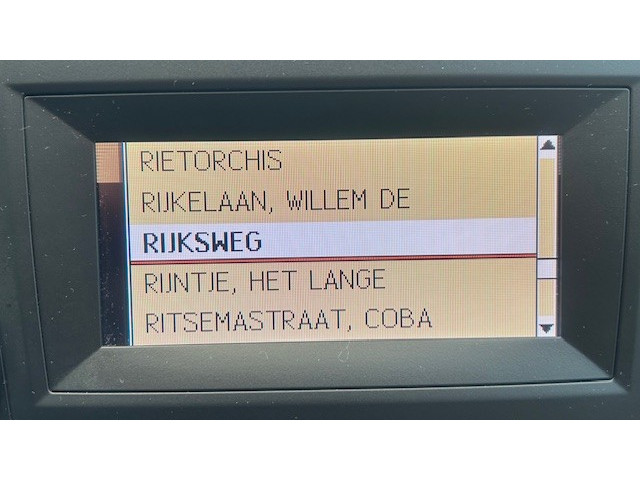 RIETORCHIS
RIJKELAAN, WILLEM DE
RIJKSWEG
RIJNTJE, HET LANGE
RITSEMASTRAAT, COBA